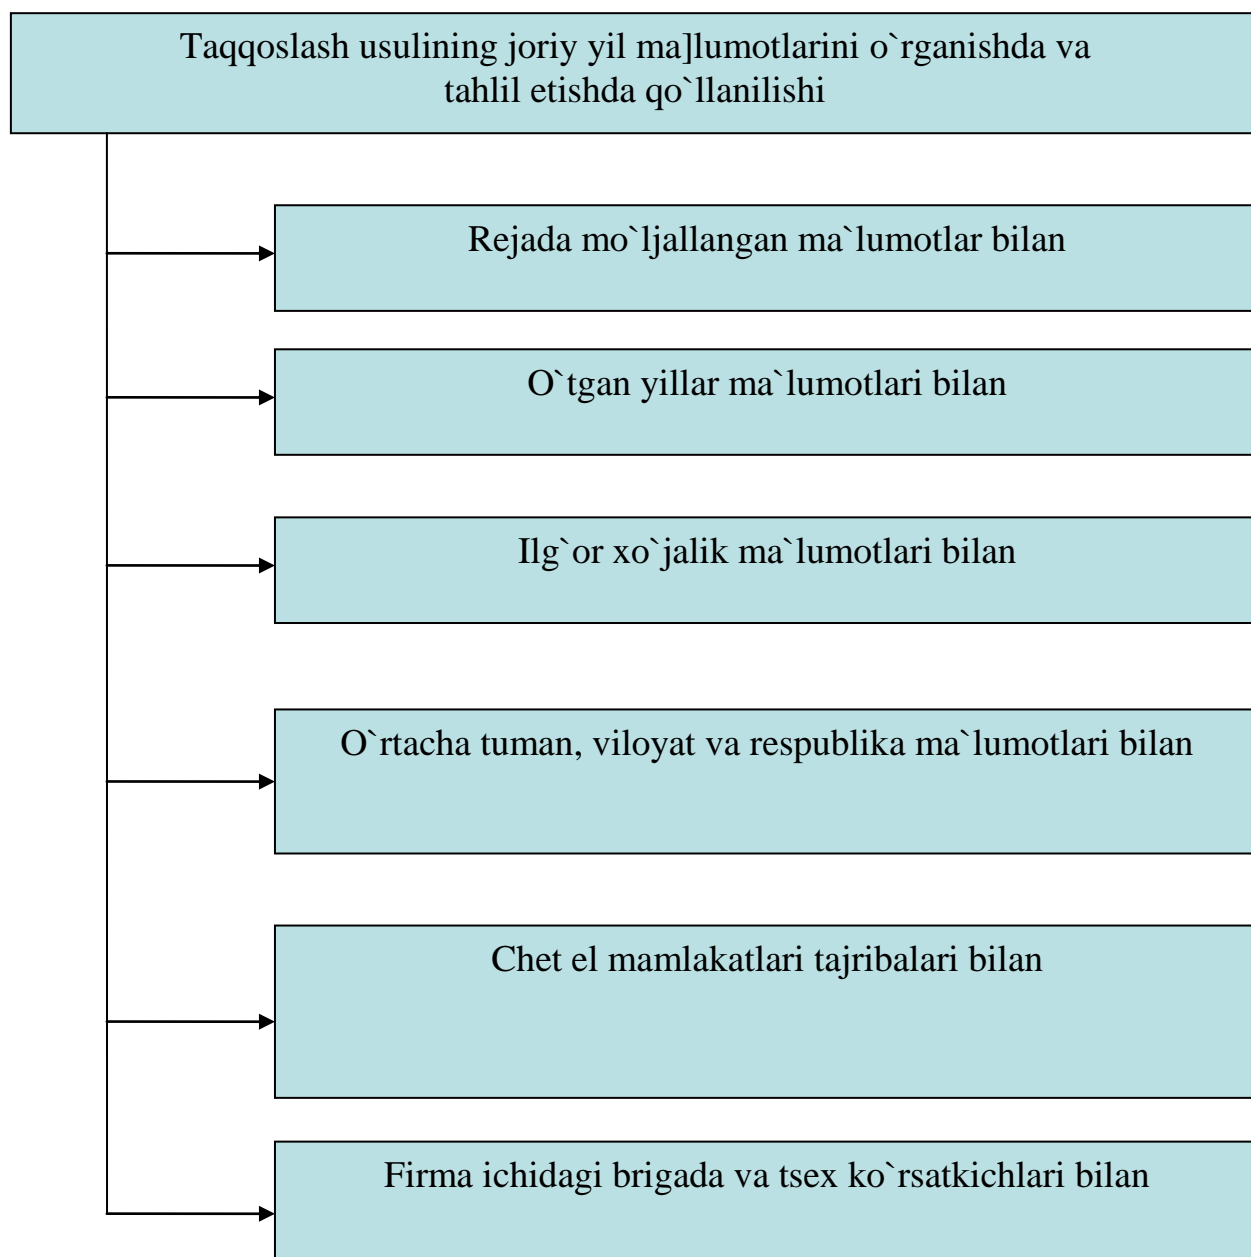 Taqqoslash usulining joriy yil ma]lumotlarini o`rganishda va
tahlil etishda qo`llanilishi
Rejada mo`ljallangan ma`lumotlar bilan
O`tgan yillar ma`lumotlari bilan
Ilg`or xo`jalik ma`lumotlari bilan
O`rtacha tuman, viloyat va respublika ma`lumotlari bilan
Chet el mamlakatlari tajribalari bilan
Firma ichidagi brigada va tsex ko`rsatkichlari bilan